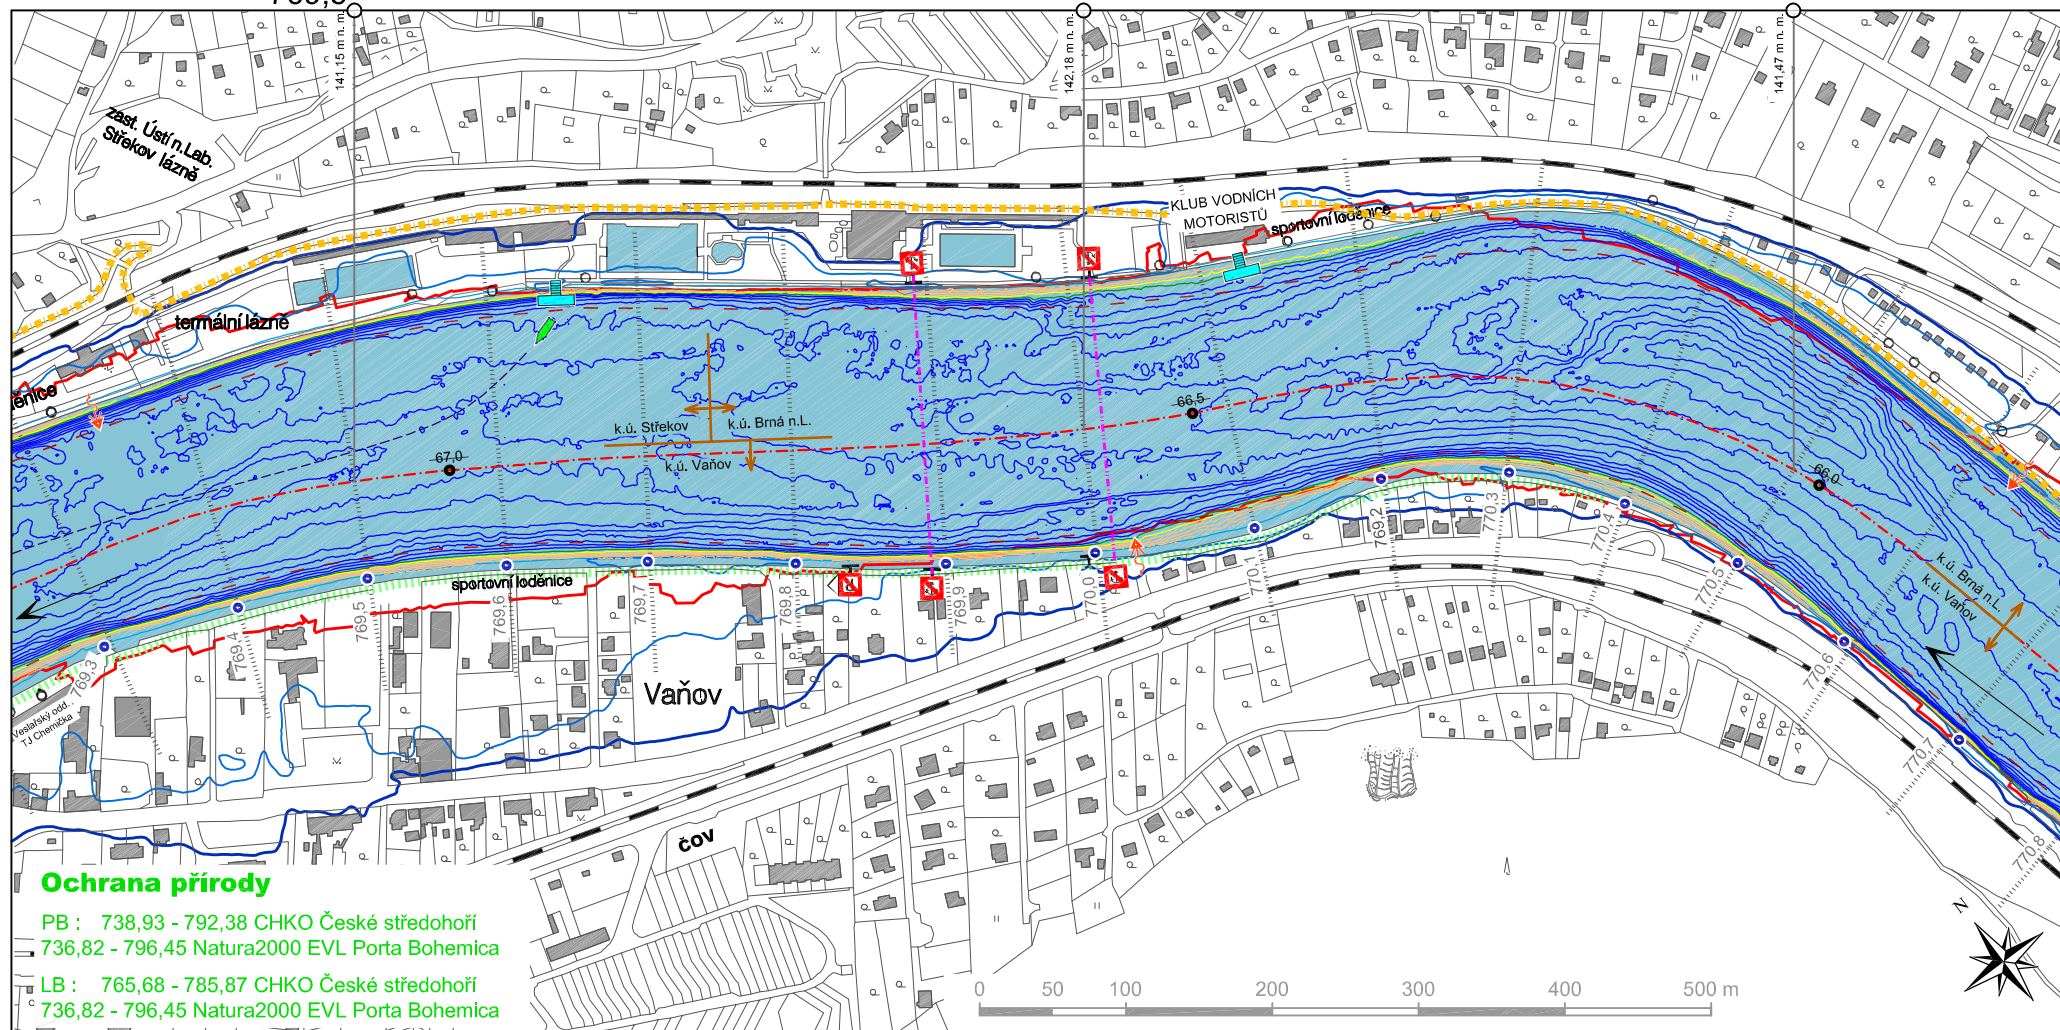 141,15 m n. m.
142,18 m n. m.
141,47 m n. m.
zast. Ústí n.Lab.
Střekov lázně
KLUB VODNÍCH
MOTORISTŮ
sportovní loděnice
termální lázně
66,5
k.ú. Střekov
k.ú. Brná n.L.
k.ú. Vaňov
67,0
66,0
769,2
770,3
770,4
770,5
770,6
770,7
770,8
k.ú. Brná n.L.
k.ú. Vaňov
sportovní loděnice
769,3
769,4
769,5
769,6
769,7
769,8
769,9
770,0
770,1
Vaňov
Veslařský odd.
TJ Chemička
čov
Ochrana přírody
PB : 738,93 - 792,38 CHKO České středohoří
736,82 - 796,45 Natura2000 EVL Porta Bohemica
LB : 765,68 - 785,87 CHKO České středohoří
736,82 - 796,45 Natura2000 EVL Porta Bohemica
N
0 50 100 200 300 400 500 m